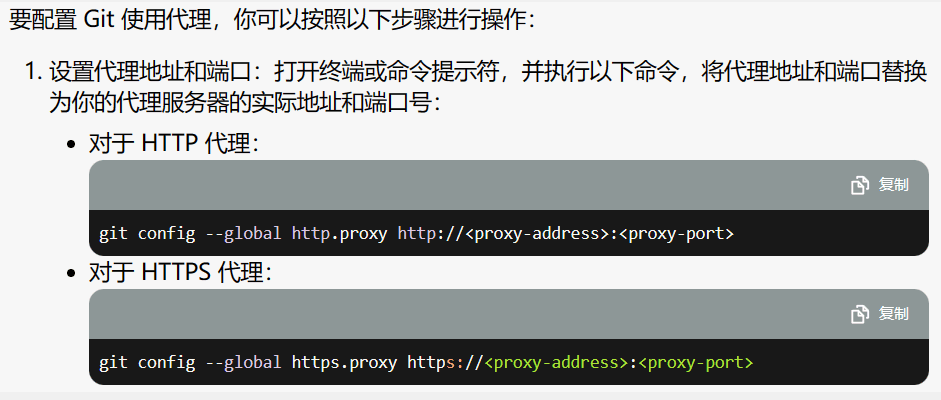 要配置 Git 使用代理，你可以按照以下步骤进行操作：
1. 设置代理地址和端口：打开终端或命令提示符，并执行以下命令，将代理地址和端口替换
为你的代理服务器的实际地址和端口号：
• 对于 HTTP 代理：
复制
git config --global http.proxy http://<proxy-address>:<proxy-port>
• 对于 HTTPS 代理：
复制
git config --global https.proxy https://<proxy-address>:<proxy-port>